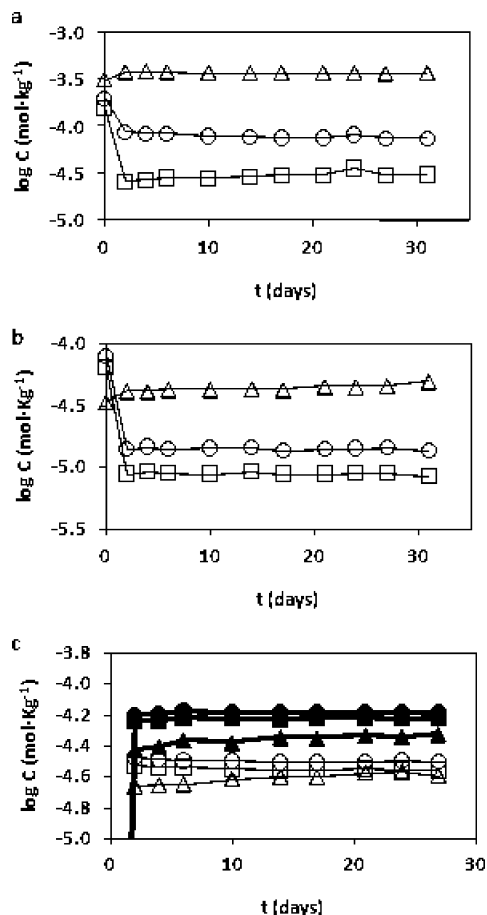 a
-3.0
-3.5
-4.0
-4.5
-5.0
log C (mol·kg⁻¹)
0 10 20 30
t (days)
b
-4.0
-4.5
-5.0
-5.5
log C (mol·Kg⁻¹)
0 10 20 30
t (days)
c
-3.8
-4.0
-4.2
-4.4
-4.6
-4.8
-5.0
log C (mol·Kg⁻¹)
0 10 20 30
t (days)